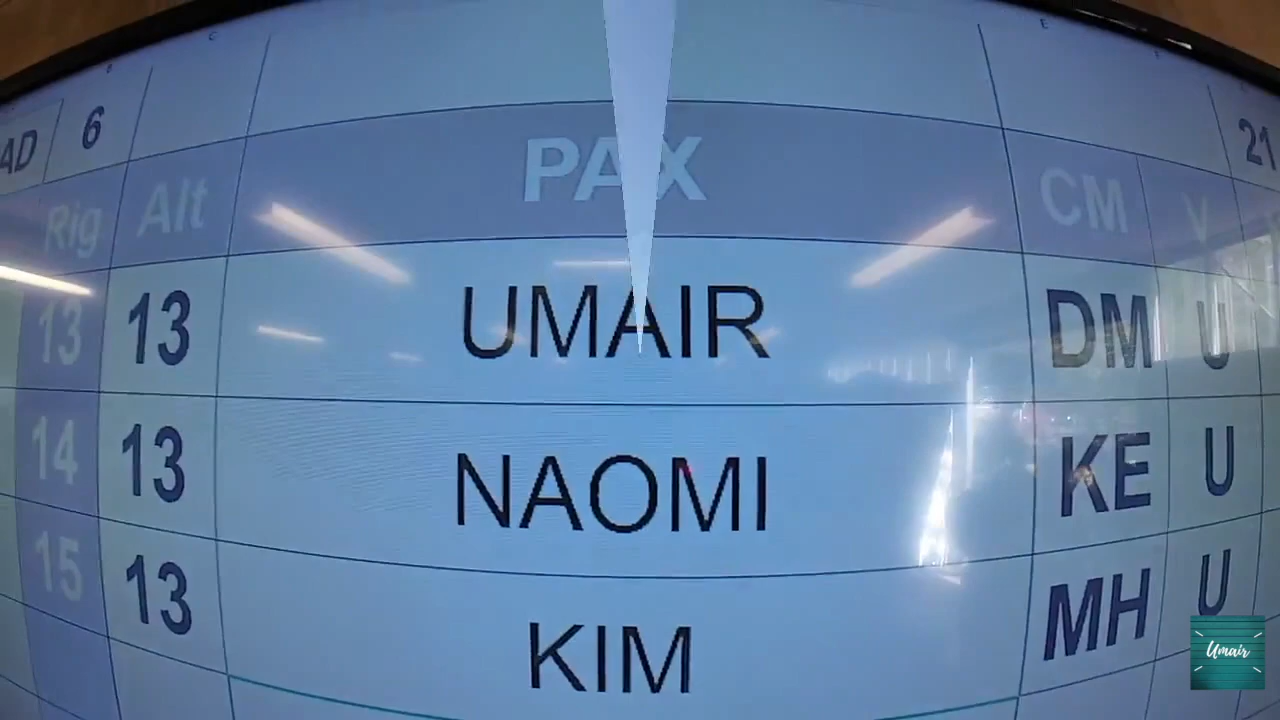 C E
AD 6 21
Rig Alt PAX CM V
13 13 UMAIR DM U
14 13 NAOMI KE U
15 13 KIM MH U
Umair